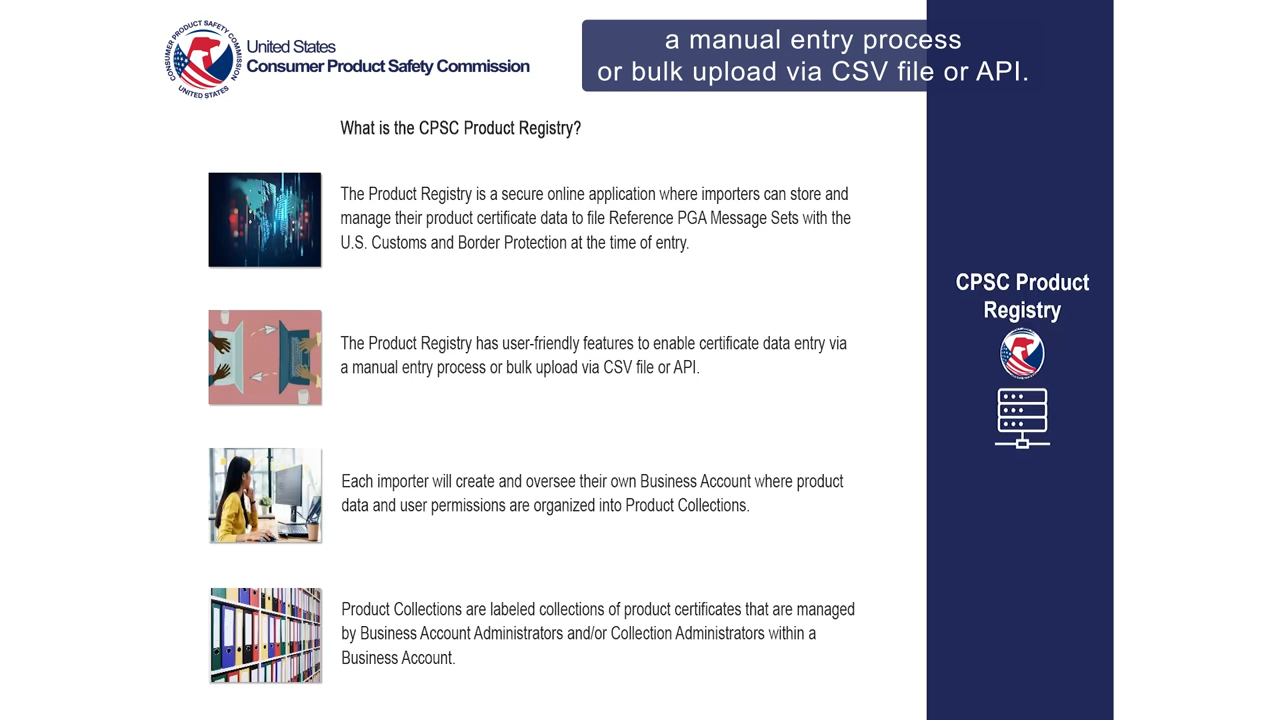 CONSUMER PRODUCT SAFETY COMMISSION
UNITED STATES
United States
Consumer Product Safety Commission
a manual entry process
or bulk upload via CSV file or API.
What is the CPSC Product Registry?
The Product Registry is a secure online application where importers can store and
manage their product certificate data to file Reference PGA Message Sets with the
U.S. Customs and Border Protection at the time of entry.
The Product Registry has user-friendly features to enable certificate data entry via
a manual entry process or bulk upload via CSV file or API.
Each importer will create and oversee their own Business Account where product
data and user permissions are organized into Product Collections.
Product Collections are labeled collections of product certificates that are managed
by Business Account Administrators and/or Collection Administrators within a
Business Account.
CPSC Product
Registry